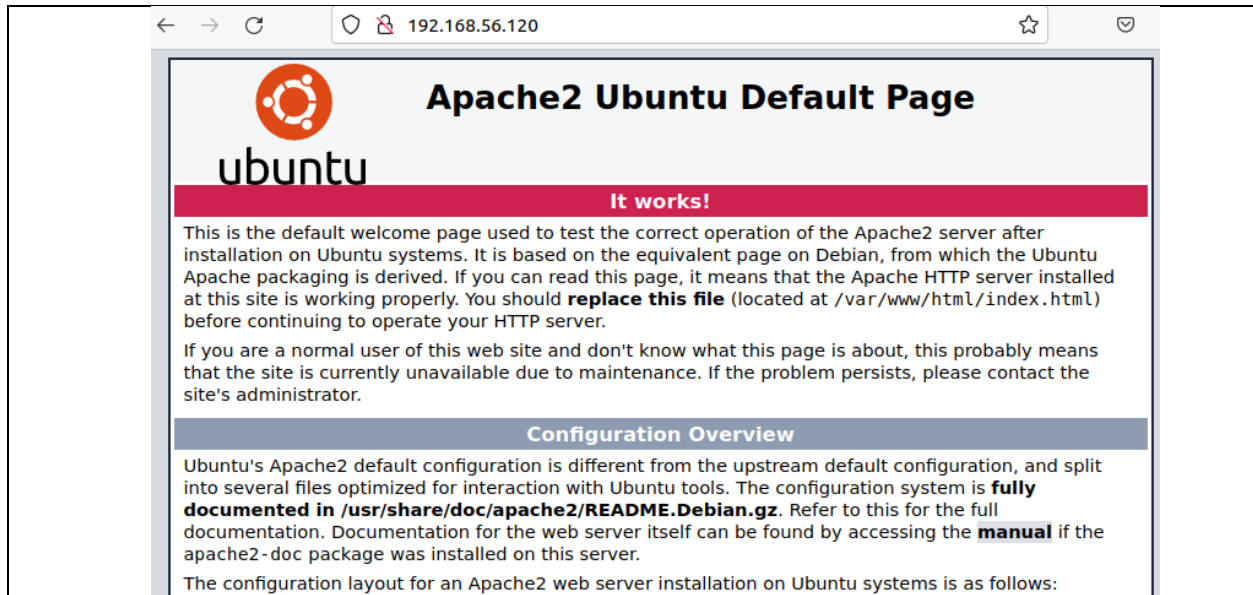 192.168.56.120
Apache2 Ubuntu Default Page
ubuntu
It works!
This is the default welcome page used to test the correct operation of the Apache2 server after
installation on Ubuntu systems. It is based on the equivalent page on Debian, from which the Ubuntu
Apache packaging is derived. If you can read this page, it means that the Apache HTTP server installed
at this site is working properly. You should replace this file (located at /var/www/html/index.html)
before continuing to operate your HTTP server.
If you are a normal user of this web site and don't know what this page is about, this probably means
that the site is currently unavailable due to maintenance. If the problem persists, please contact the
site's administrator.
Configuration Overview
Ubuntu's Apache2 default configuration is different from the upstream default configuration, and split
into several files optimized for interaction with Ubuntu tools. The configuration system is fully
documented in /usr/share/doc/apache2/README.Debian.gz. Refer to this for the full
documentation. Documentation for the web server itself can be found by accessing the manual if the
apache2-doc package was installed on this server.
The configuration layout for an Apache2 web server installation on Ubuntu systems is as follows: